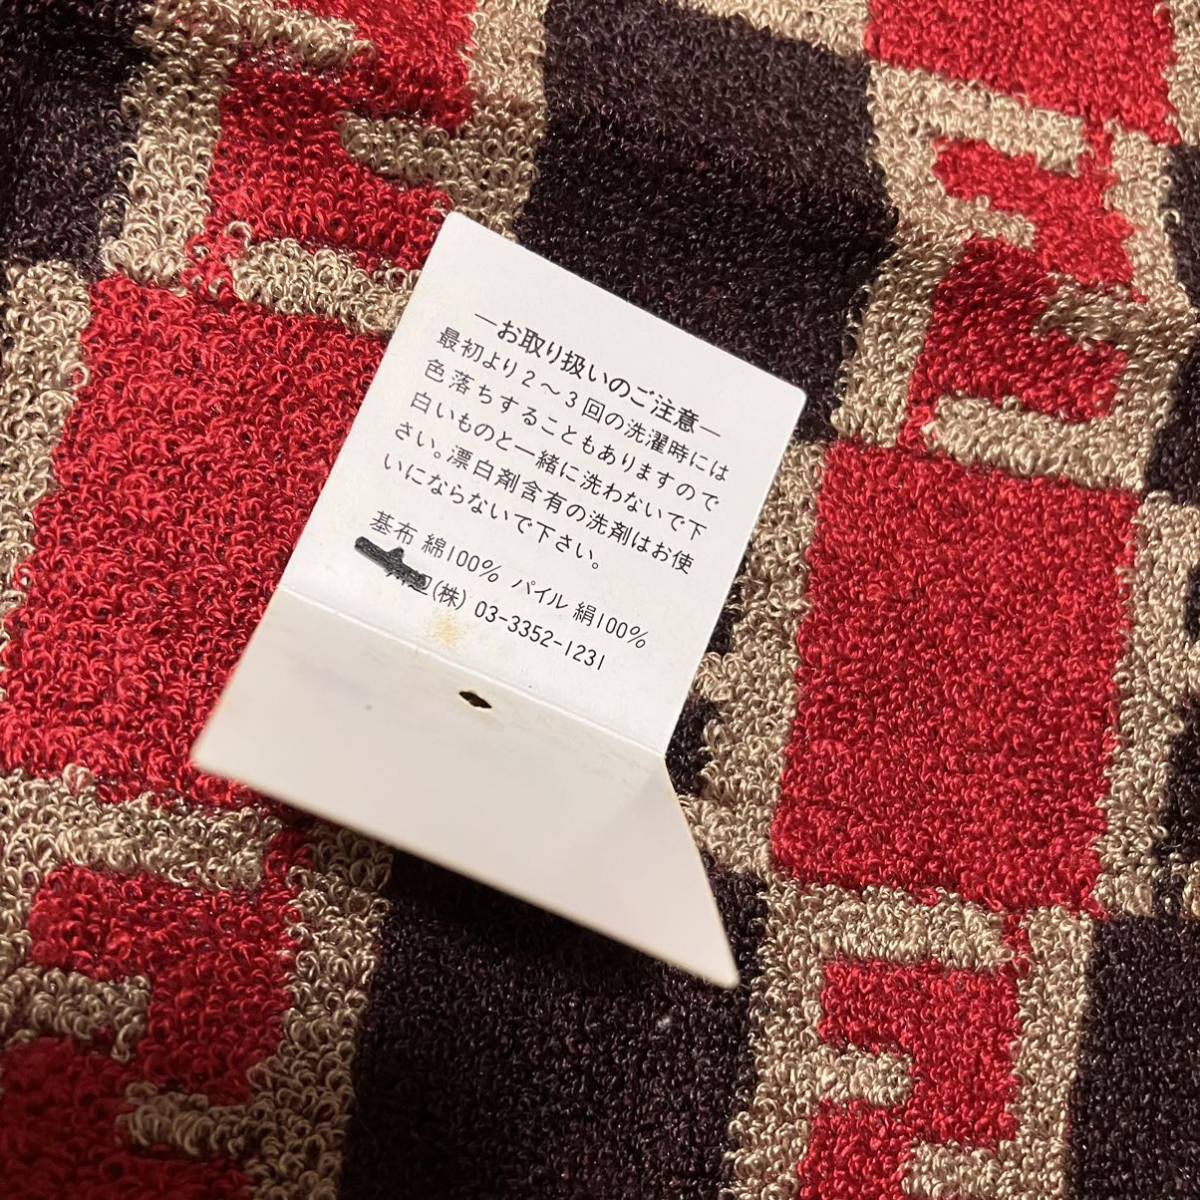 ―お取り扱いのご注意―
最初より2～3回の洗濯時には
色落ちすることもありますので
白いものと一緒に洗わないで下
さい。漂白剤含有の洗剤はお使
いにならないで下さい。
基布 綿100% パイル 絹100%
辺(株) 03-3352-1231